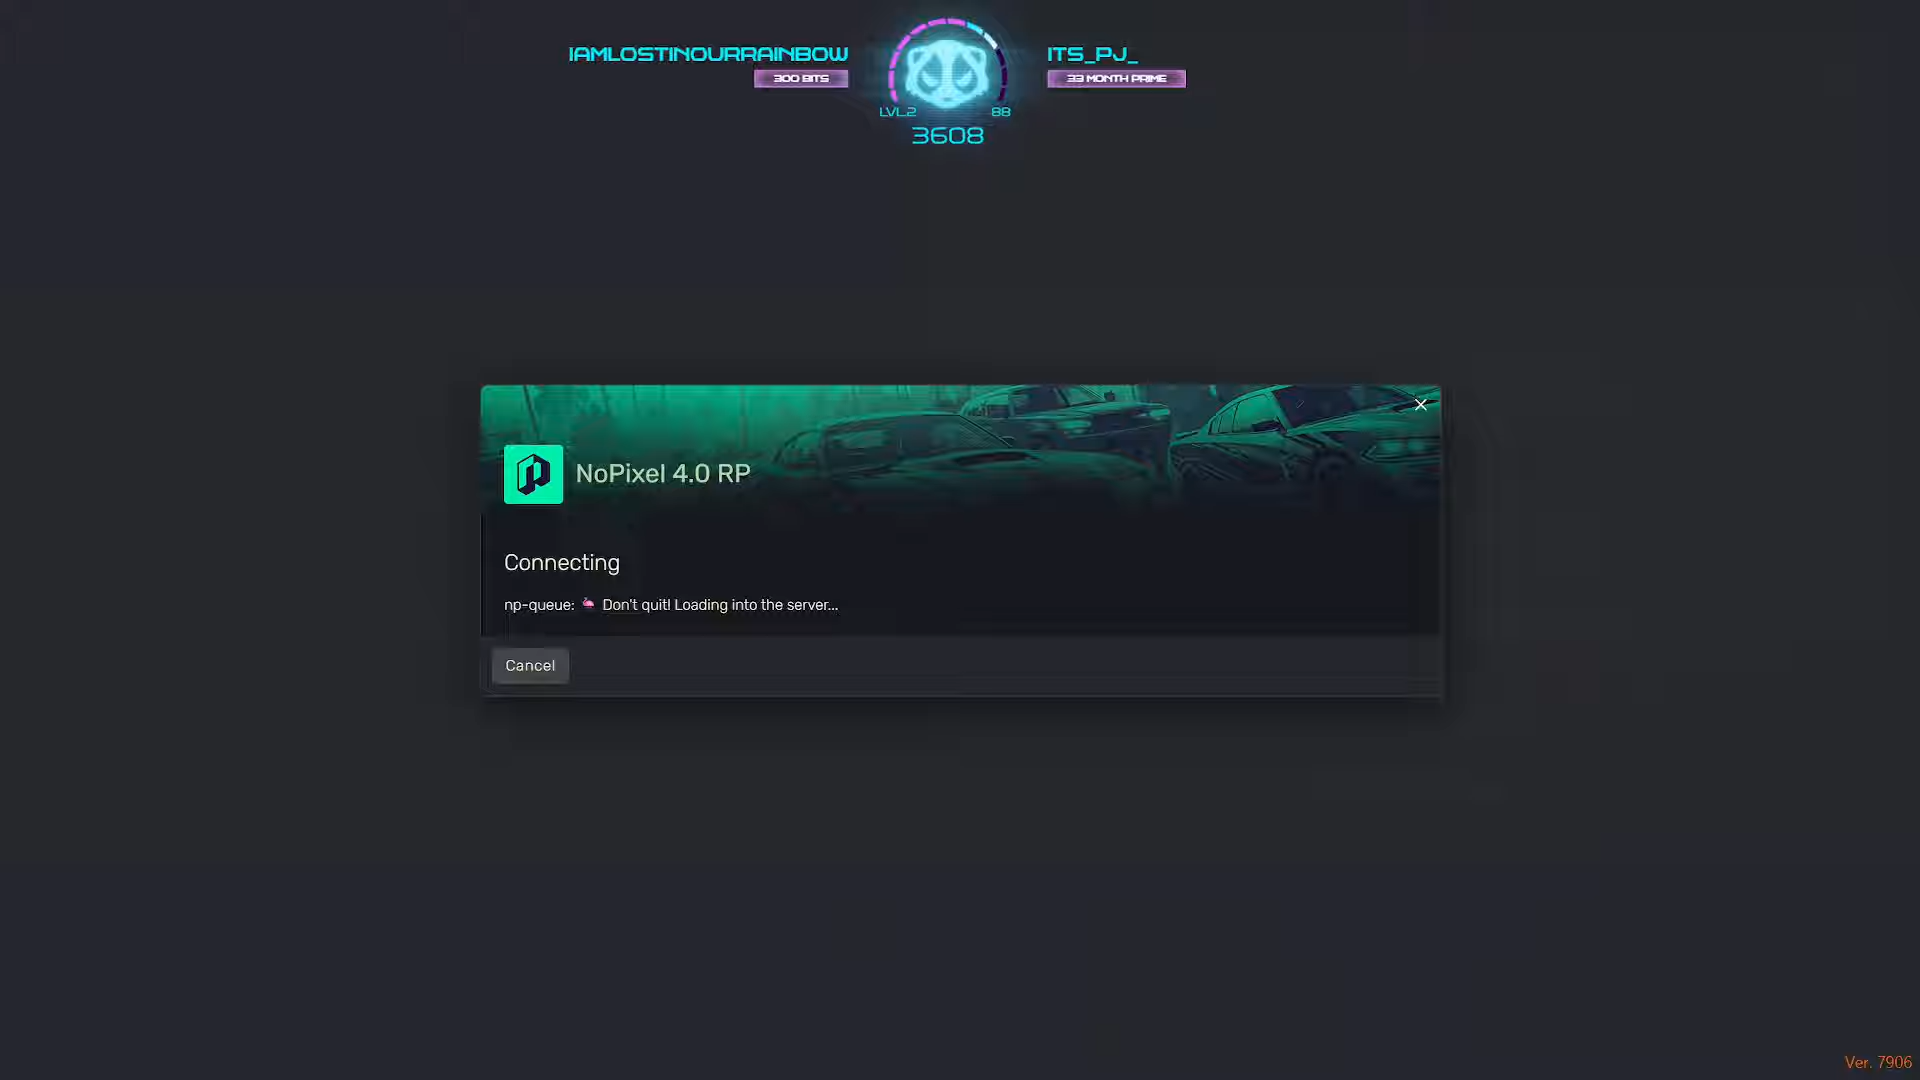 IAMLOSTINOURRAINBOW
300 BITS
ITS_PJ_
33 MONTH PRIME
LVL2
88
3608
NoPixel 4.0 RP
Connecting
np-queue: 🦩 Don't quit! Loading into the server...
Cancel
Ver. 7906